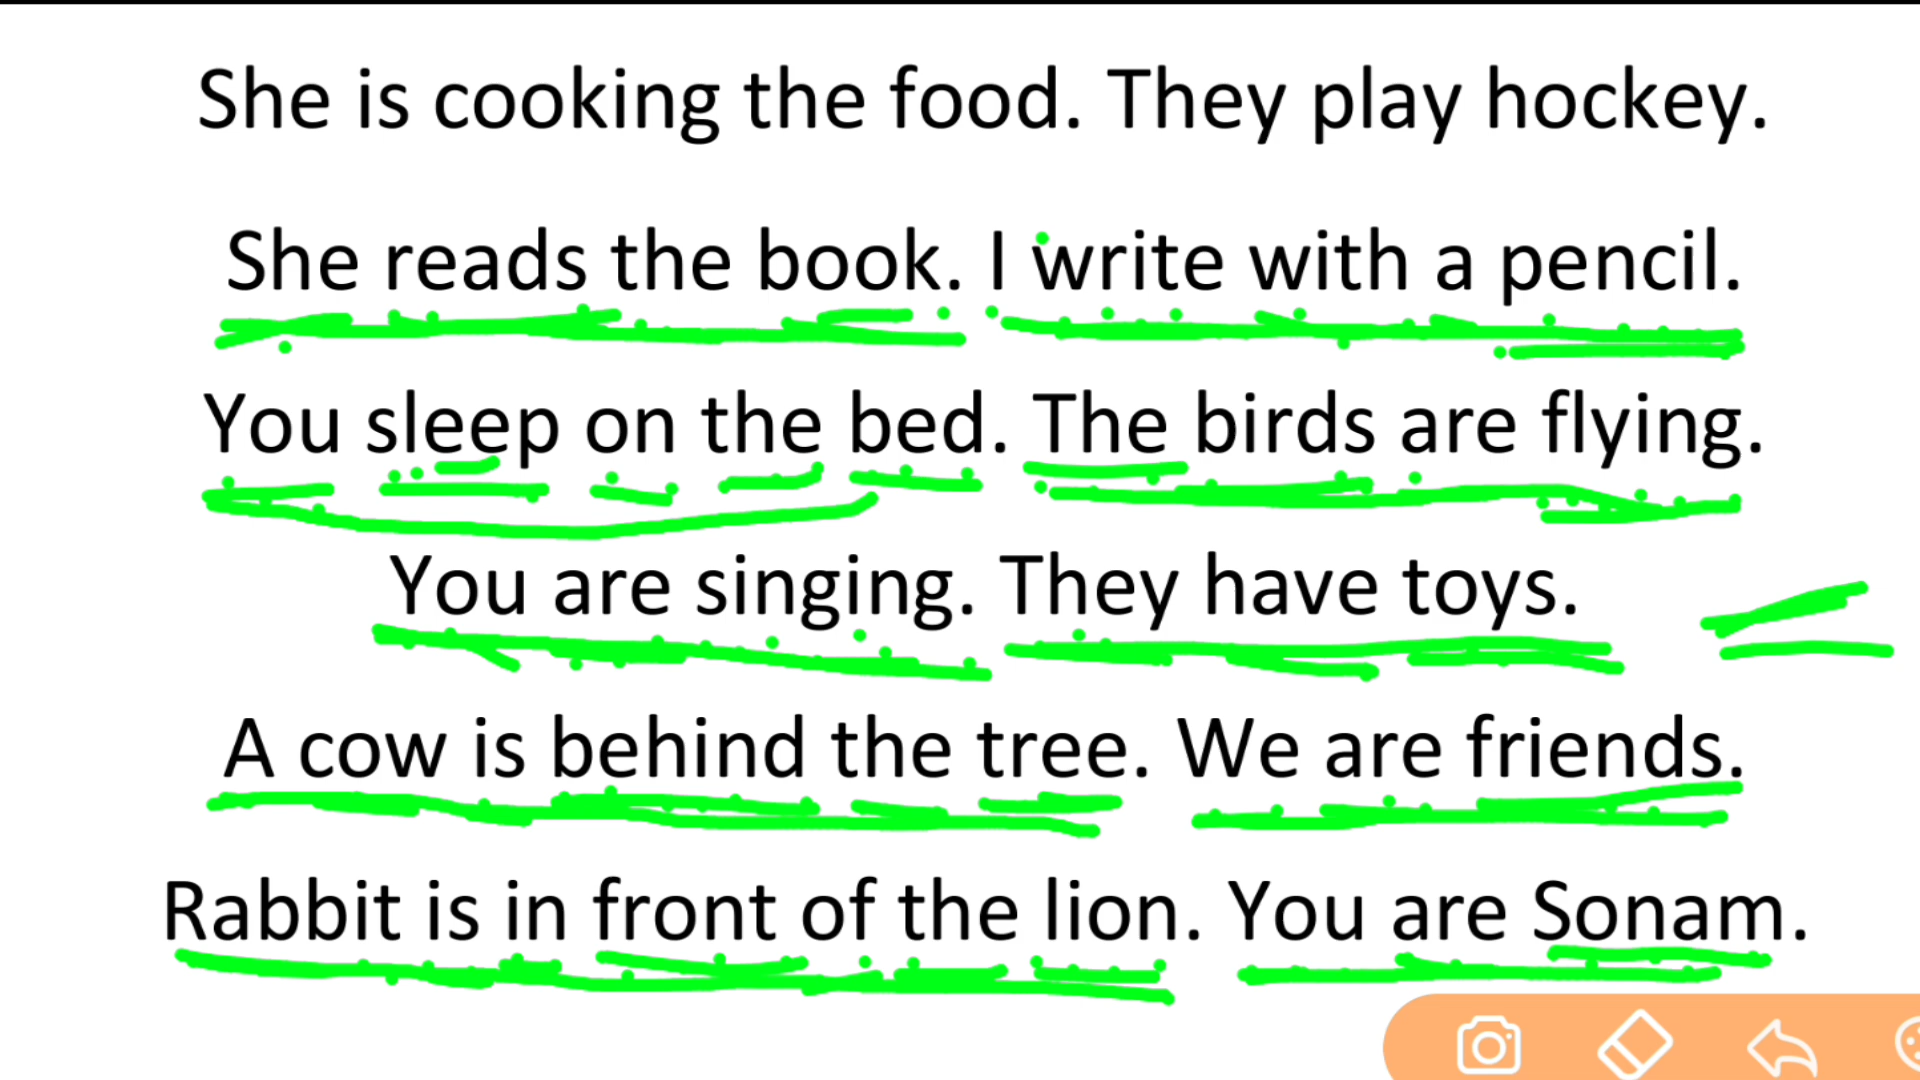 She is cooking the food. They play hockey.
She reads the book. I write with a pencil.
You sleep on the bed. The birds are flying.
You are singing. They have toys.
A cow is behind the tree. We are friends.
Rabbit is in front of the lion. You are Sonam.